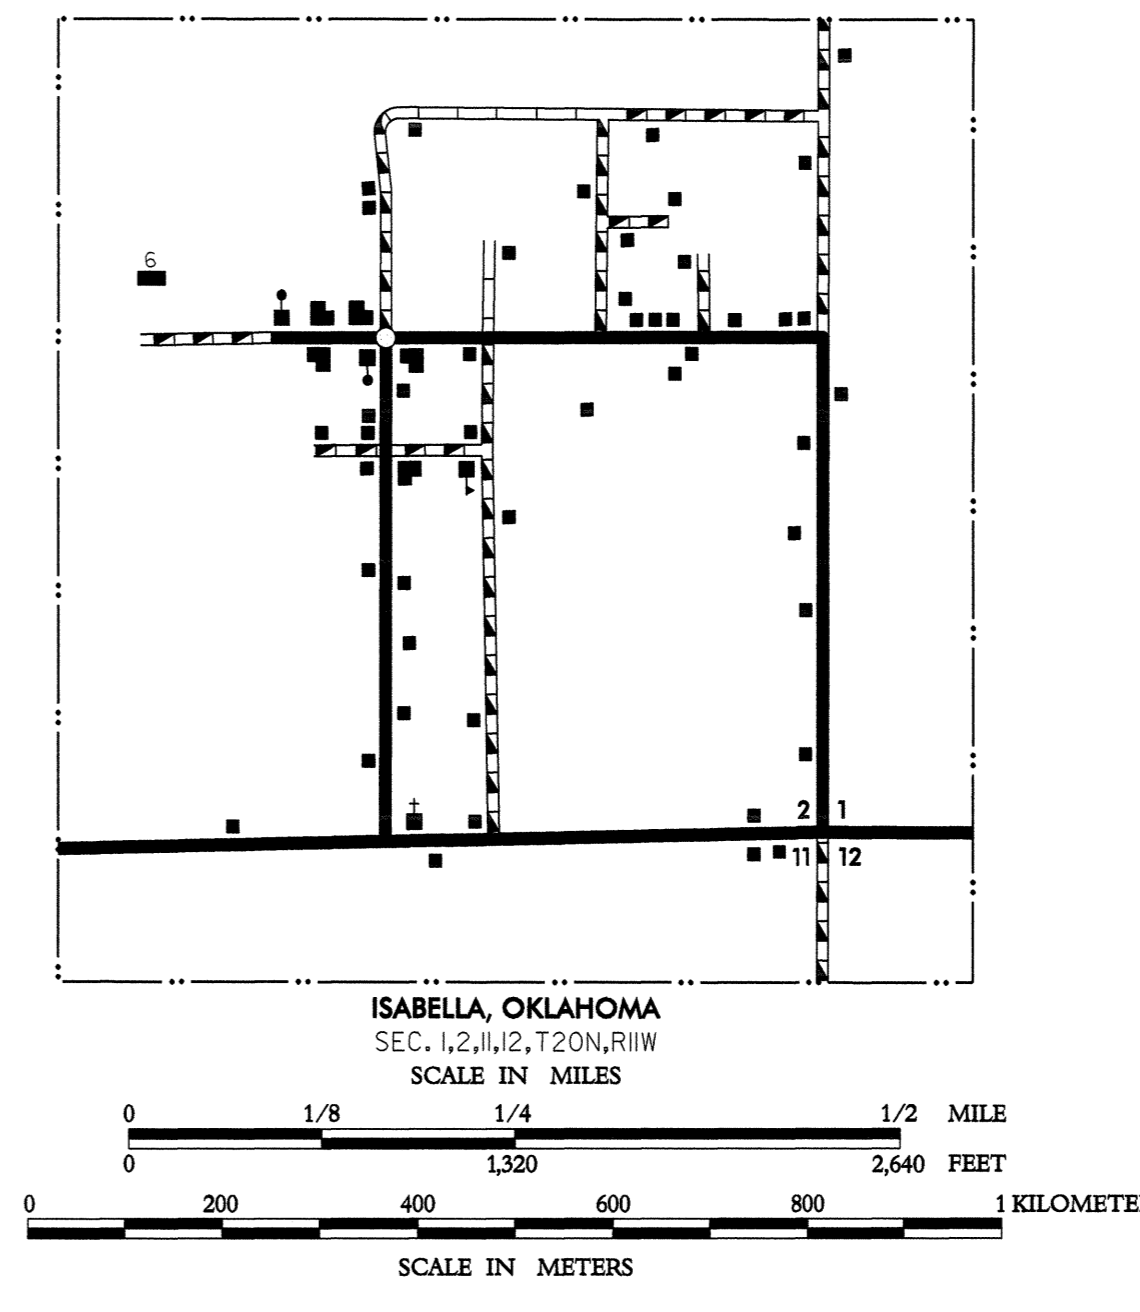 6
2 1
11 12
ISABELLA, OKLAHOMA
SEC. 1,2,11,12, T20N,R11W
SCALE IN MILES
0 1/8 1/4 1/2 MILE
0 1,320 2,640 FEET
0 200 400 600 800 1 KILOMETE
SCALE IN METERS